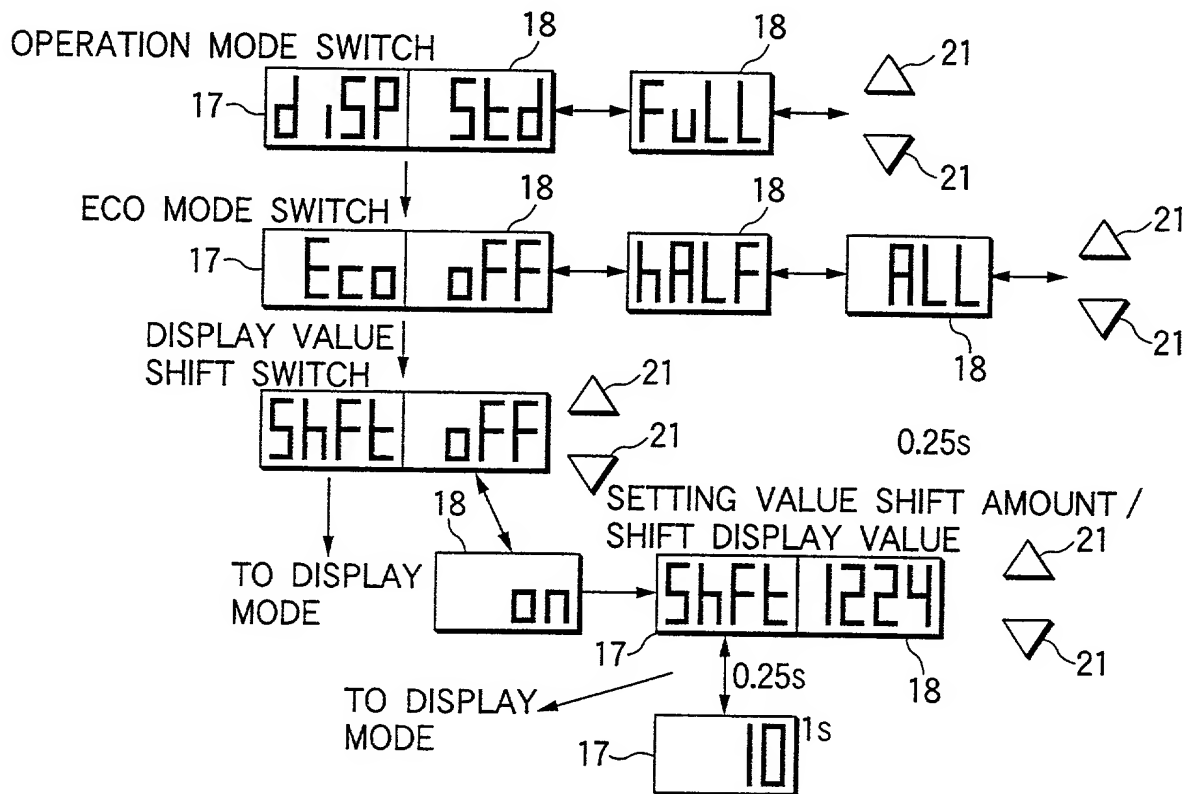 OPERATION MODE SWITCH
18
18
21
17
diSP Std
FuLL
21
ECO MODE SWITCH
18
18
21
17
Eco oFF
hALF
ALL
21
18
DISPLAY VALUE
SHIFT SWITCH
21
ShFt oFF
0.25s
21
18
SETTING VALUE SHIFT AMOUNT /
SHIFT DISPLAY VALUE
21
TO DISPLAY
MODE
on
ShFt 1224
17
18
21
0.25s
TO DISPLAY
MODE
1s
17
10